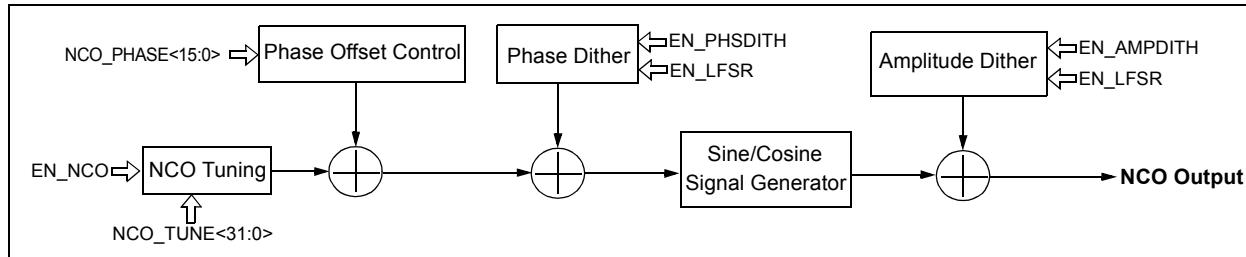 NCO_PHASE<15:0>
Phase Offset Control
Phase Dither
EN_PHSDITH
EN_LFSR
Amplitude Dither
EN_AMPDITH
EN_LFSR
EN_NCO
NCO Tuning
NCO_TUNE<31:0>
Sine/Cosine
Signal Generator
NCO Output